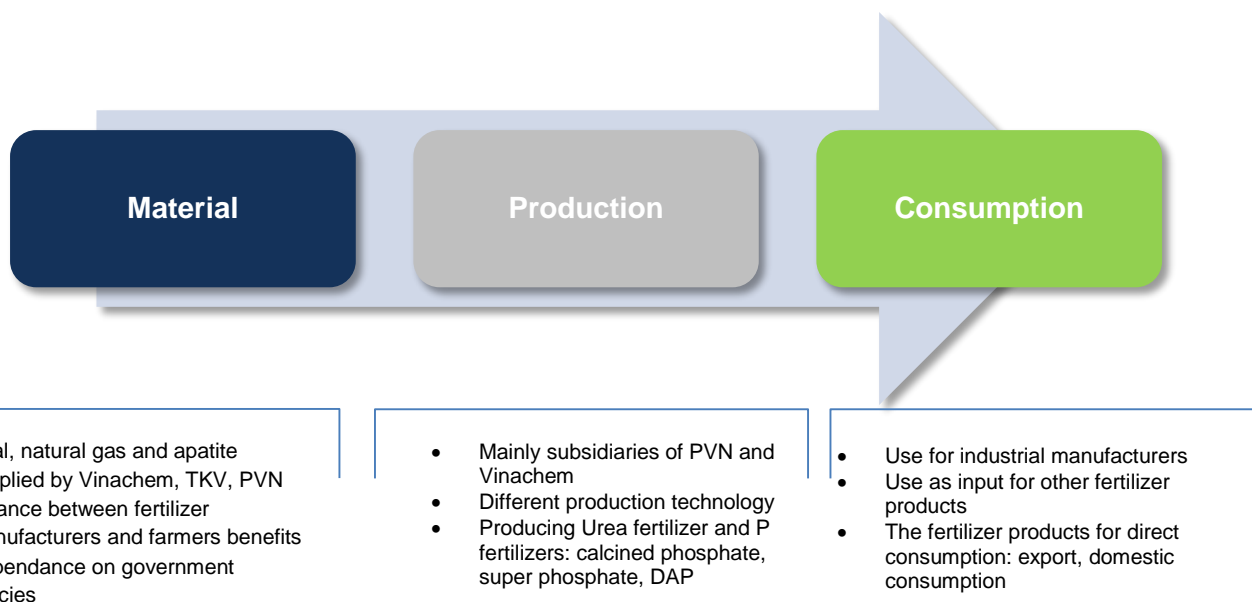 Material
Production
Consumption
al, natural gas and apatite
plied by Vinachem, TKV, PVN
ance between fertilizer
nufacturers and farmers benefits
pendance on government
cies
• Mainly subsidiaries of PVN and
Vinachem
• Different production technology
• Producing Urea fertilizer and P
fertilizers: calcined phosphate,
super phosphate, DAP
• Use for industrial manufacturers
• Use as input for other fertilizer
products
• The fertilizer products for direct
consumption: export, domestic
consumption